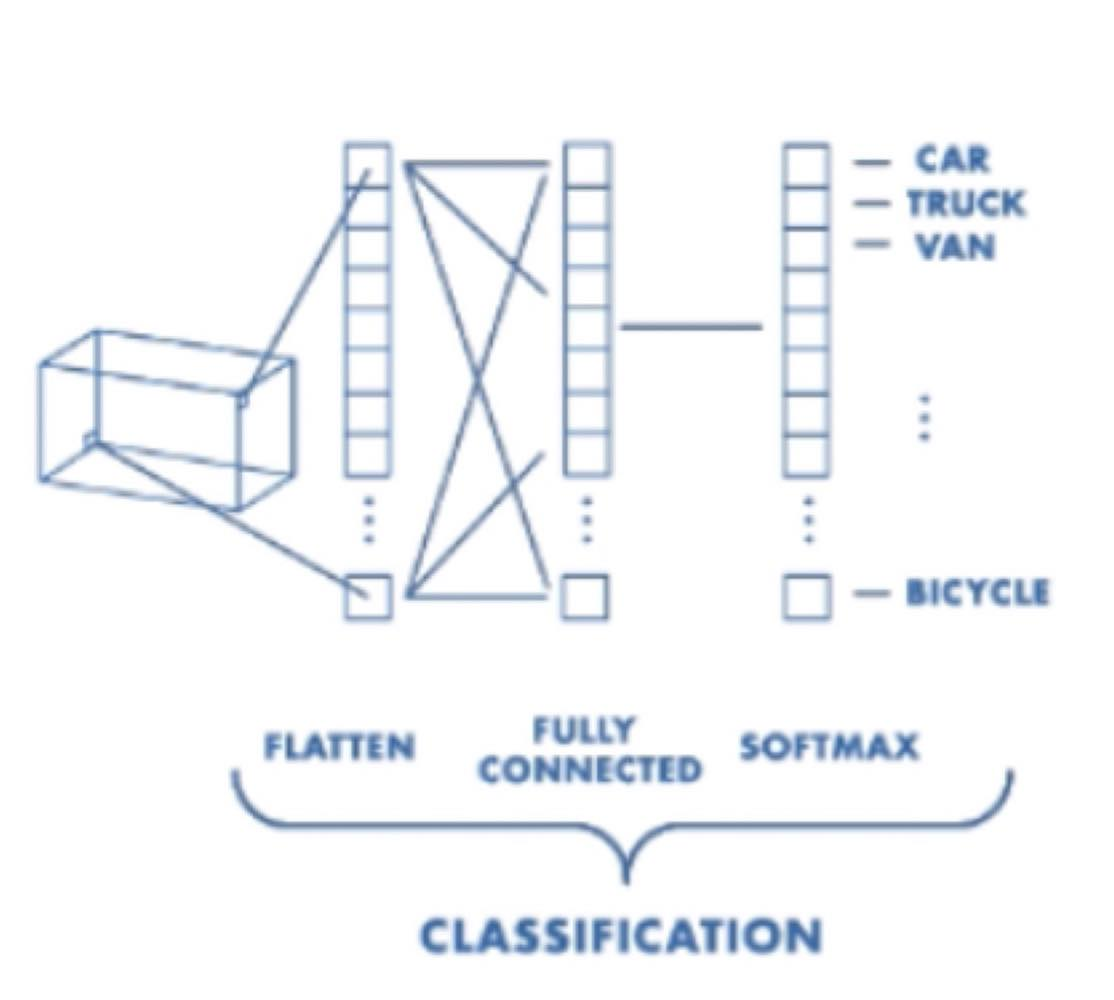 CAR
TRUCK
VAN
BICYCLE
FLATTEN
FULLY
CONNECTED
SOFTMAX
CLASSIFICATION